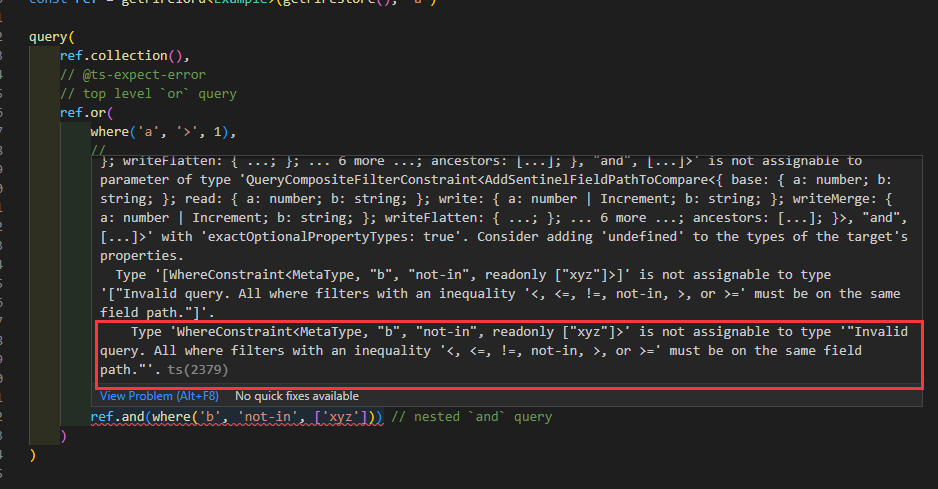 const ref = getFirelord<Example>(getFirestore(), 'a')
query(
ref.collection(),
// @ts-expect-error
// top level `or` query
ref.or(
where('a', '>', 1),
//
}; writeFlatten: { ...; }; ... 6 more ...; ancestors: [...]; }, "and", [...]>' is not assignable to
parameter of type 'QueryCompositeFilterConstraint<AddSentinelFieldPathToCompare<{ base: { a: number; b:
string; }; read: { a: number; b: string; }; write: { a: number | Increment; b: string; }; writeMerge: {
a: number | Increment; b: string; }; writeFlatten: { ...; }; ... 6 more ...; ancestors: [...]; }>, "and",
[...]>' with 'exactOptionalPropertyTypes: true'. Consider adding 'undefined' to the types of the target's
properties.
Type '[WhereConstraint<MetaType, "b", "not-in", readonly ["xyz"]>]' is not assignable to type
'["Invalid query. All where filters with an inequality '<, <=, !=, not-in, >, or >=' must be on the same
field path."]'.
Type 'WhereConstraint<MetaType, "b", "not-in", readonly ["xyz"]>' is not assignable to type '"Invalid
query. All where filters with an inequality '<, <=, !=, not-in, >, or >=' must be on the same field
path."'. ts(2379)
View Problem (Alt+F8) No quick fixes available
ref.and(where('b', 'not-in', ['xyz'])) // nested `and` query
)
)